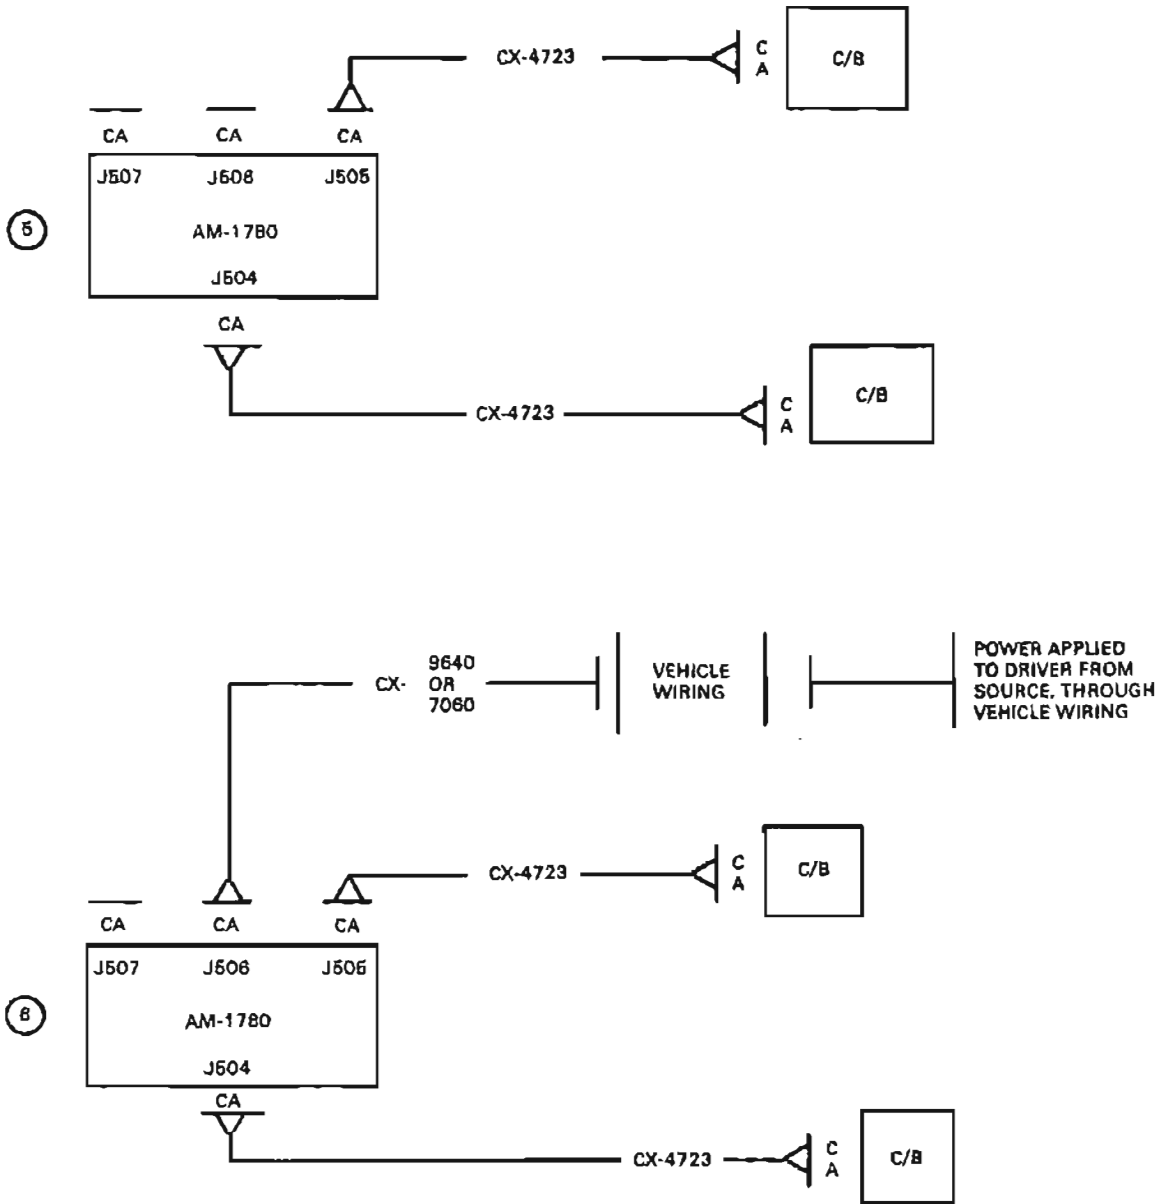 CX-4723
C
A
C/B
CA CA CA
J507 J506 J505
5
AM-1780
J504
CA
CX-4723
C
A
C/B
CX- 9640
OR
7060
VEHICLE
WIRING
POWER APPLIED
TO DRIVER FROM
SOURCE, THROUGH
VEHICLE WIRING
CX-4723
C
A
C/B
CA CA CA
J507 J506 J505
6
AM-1780
J504
CA
CX-4723
C
A
C/B